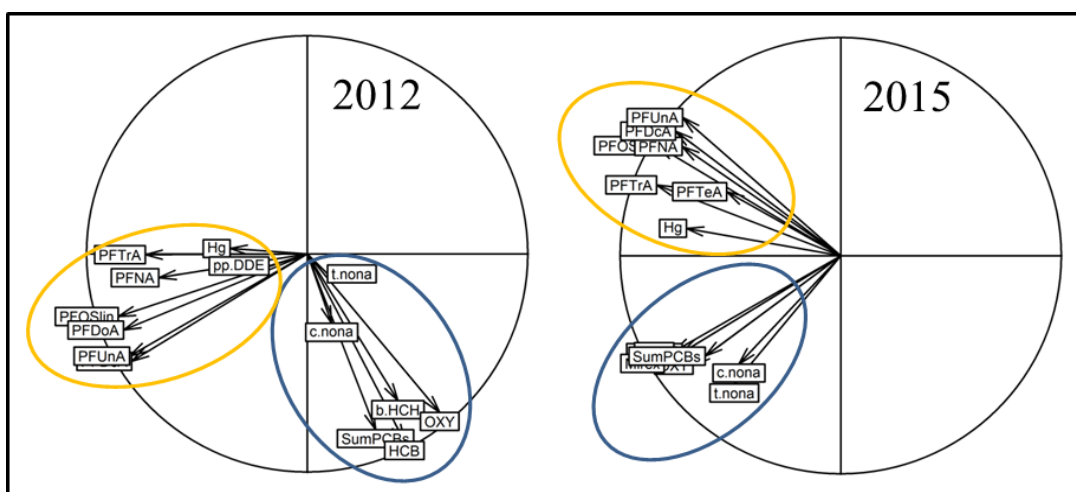 2012
Hg
PFTrA
pp.DDE
PFNA
t.nona
PFOSlin
PFDoA
c.nona
PFUnA
b.HCH
OXY
SumPCBs
HCB
2015
PFUnA
PFDcA
PFNA
PFTrA
PFTeA
Hg
SumPCBs
c.nona
t.nona